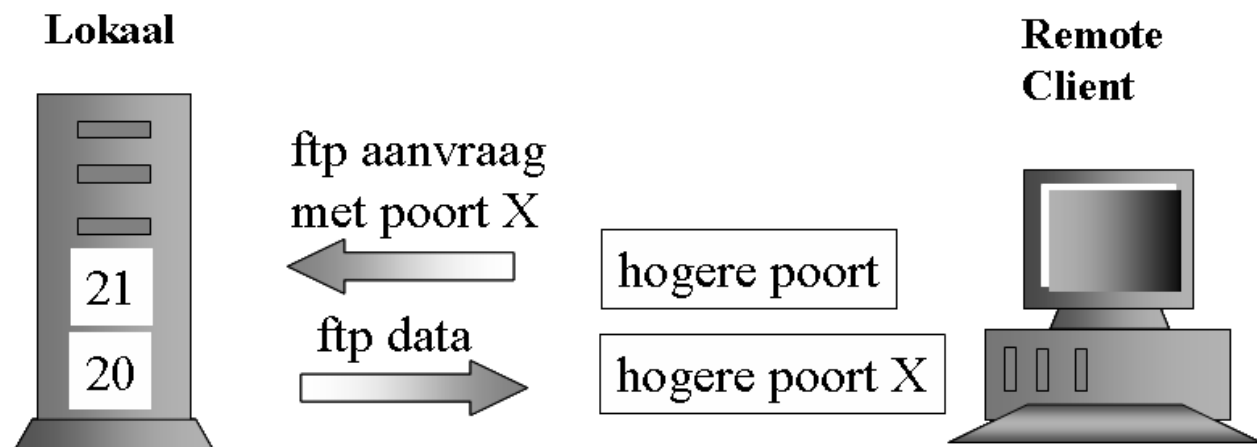 Lokaal
Remote
Client
ftp aanvraag
met poort X
hogere poort
21
ftp data
20
hogere poort X